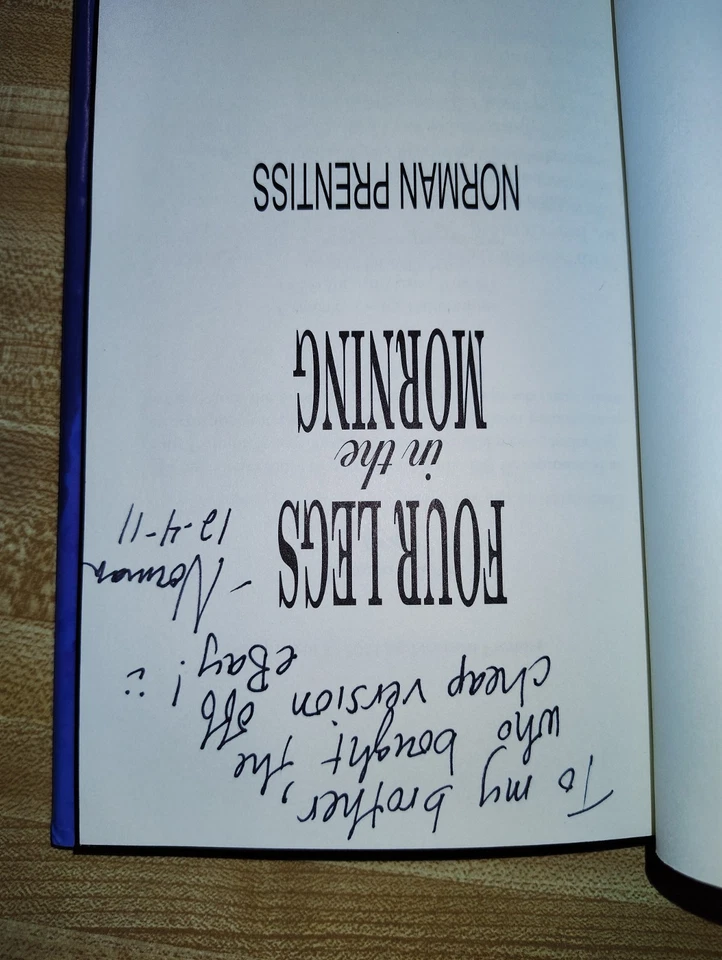 To my brother,
who bought the
cheap version off
eBay! :)
- Norman
12-4-11
FOUR LEGS
in the
MORNING
NORMAN PRENTISS